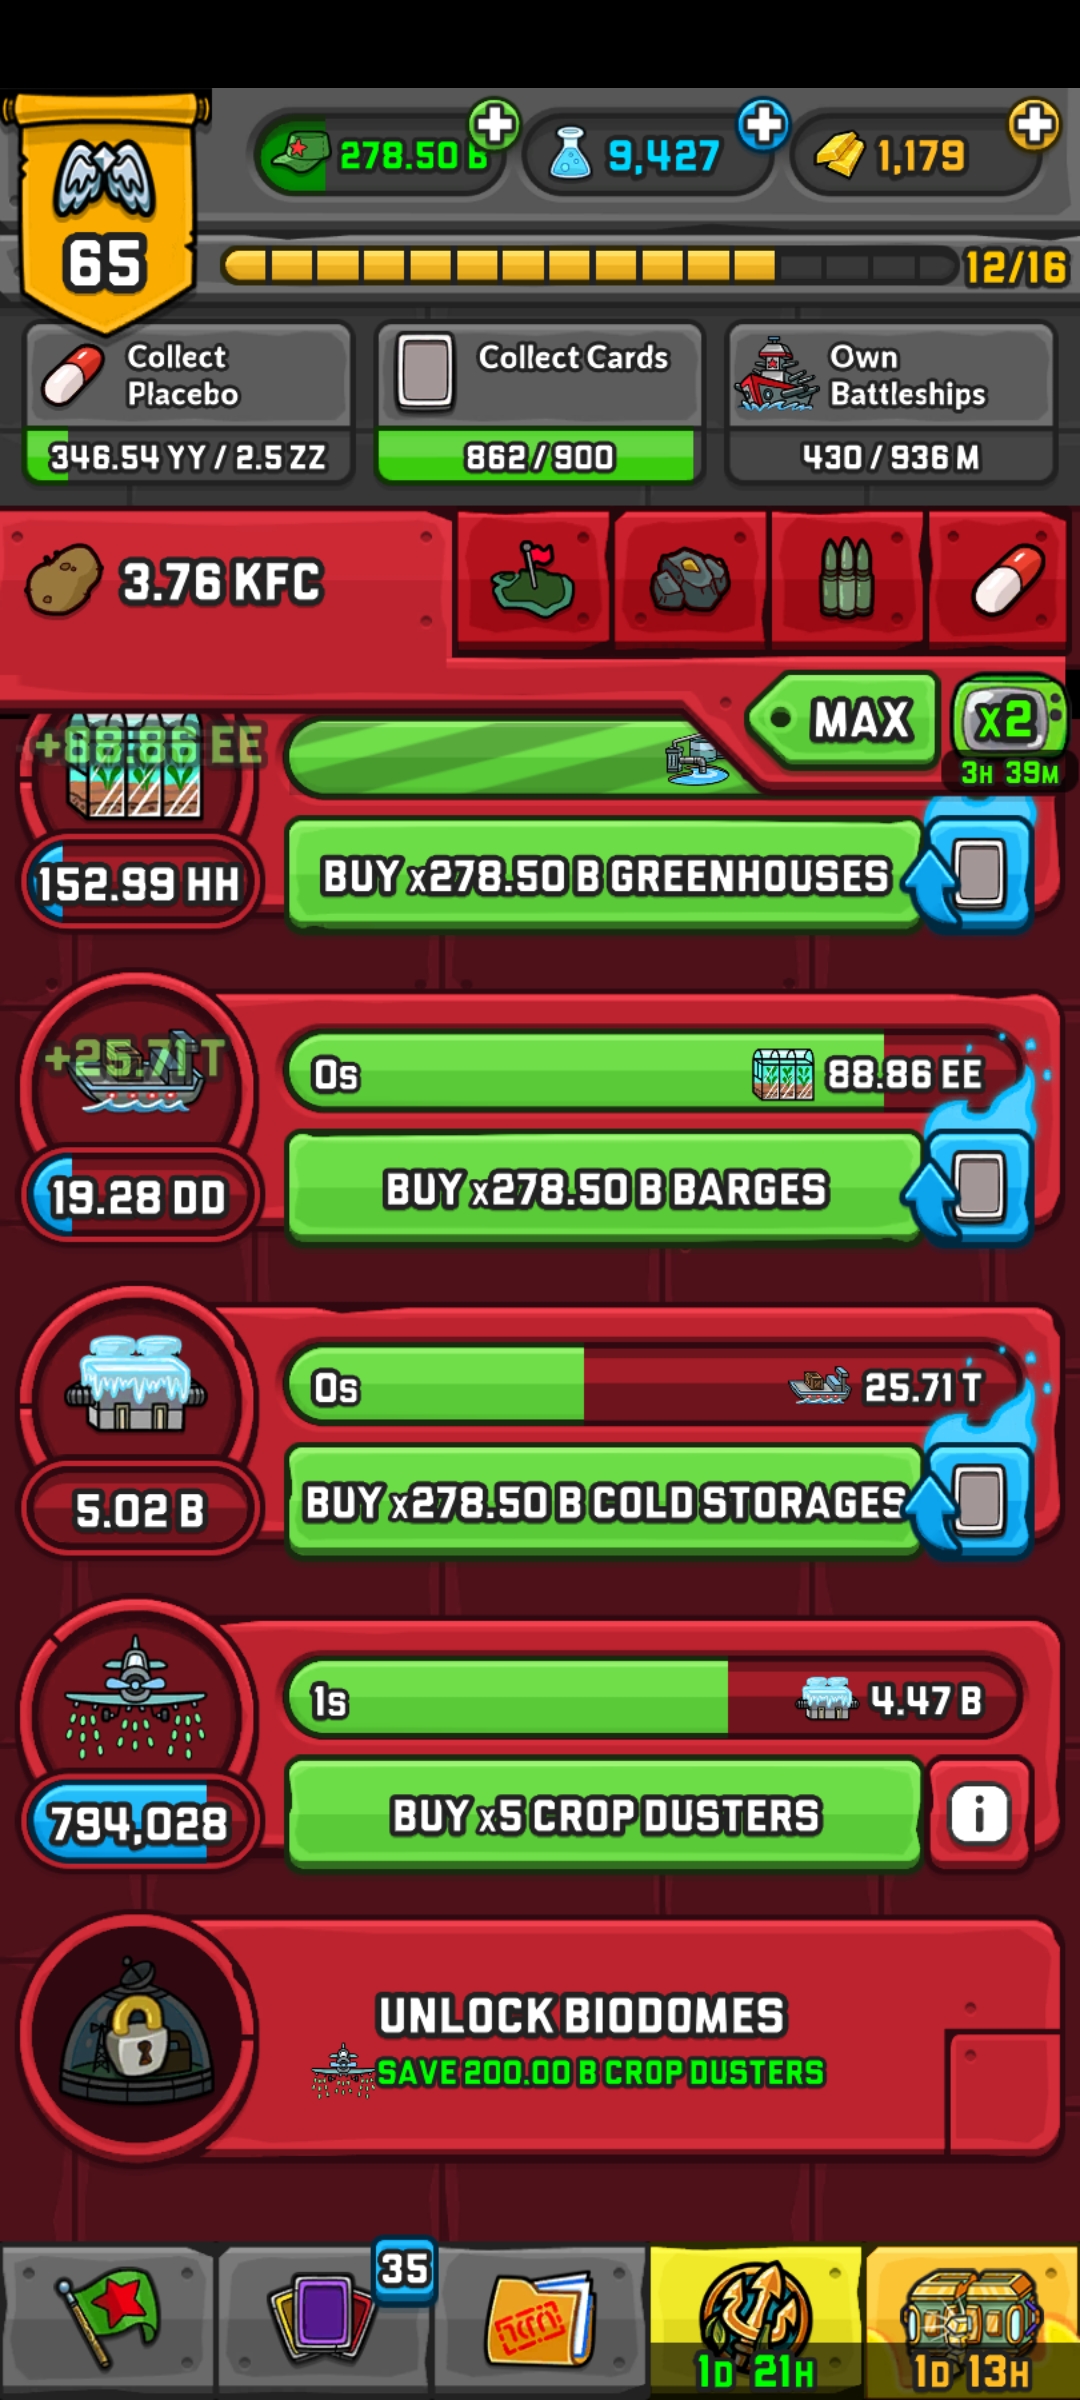 278.50 B
9,427
1,179
65
12/16
Collect
Placebo
346.54 YY / 2.5 ZZ
Collect Cards
862/900
Own
Battleships
430 / 936 M
3.76 KFC
MAX
x2
3H 39M
+88.86 EE
152.99 HH
BUY x278.50 B GREENHOUSES
+25.71 T
0s
88.86 EE
19.28 DD
BUY x278.50 B BARGES
0s
25.71 T
5.02 B
BUY x278.50 B COLD STORAGES
1s
4.47 B
794,028
BUY x5 CROP DUSTERS
i
UNLOCK BIODOMES
SAVE 200.00 B CROP DUSTERS
35
1D 21H
1D 13H